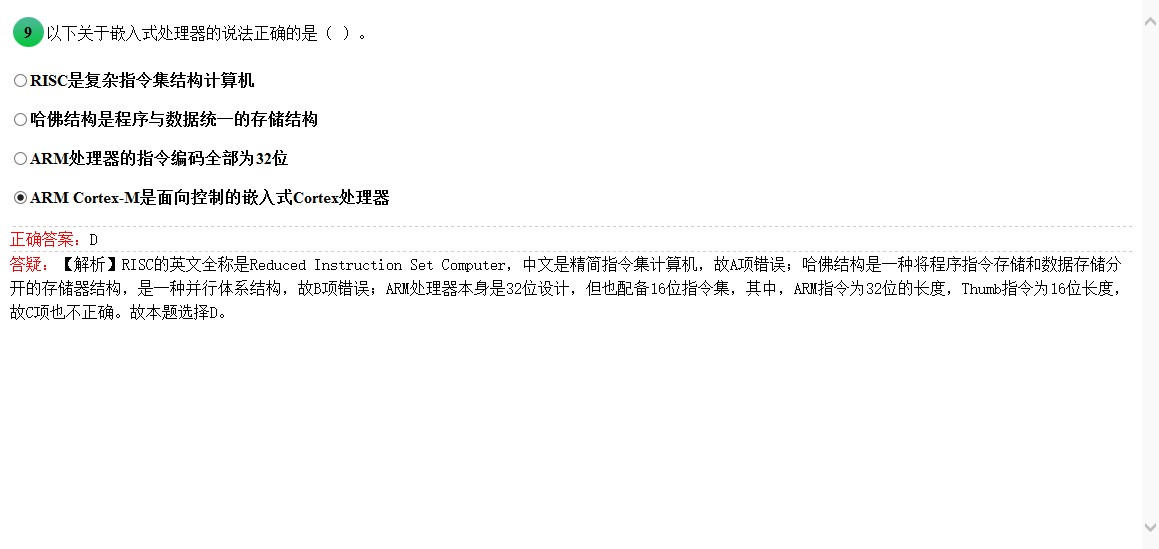 9 以下关于嵌入式处理器的说法正确的是（ ）。
RISC是复杂指令集结构计算机
哈佛结构是程序与数据统一的存储结构
ARM处理器的指令编码全部为32位
ARM Cortex-M是面向控制的嵌入式Cortex处理器
正确答案：D
答疑：【解析】RISC的英文全称是Reduced Instruction Set Computer，中文是精简指令集计算机，故A项错误；哈佛结构是一种将程序指令存储和数据存储分
开的存储器结构，是一种并行体系结构，故B项错误；ARM处理器本身是32位设计，但也配备16位指令集，其中，ARM指令为32位的长度，Thumb指令为16位长度，
故C项也不正确。故本题选择D。